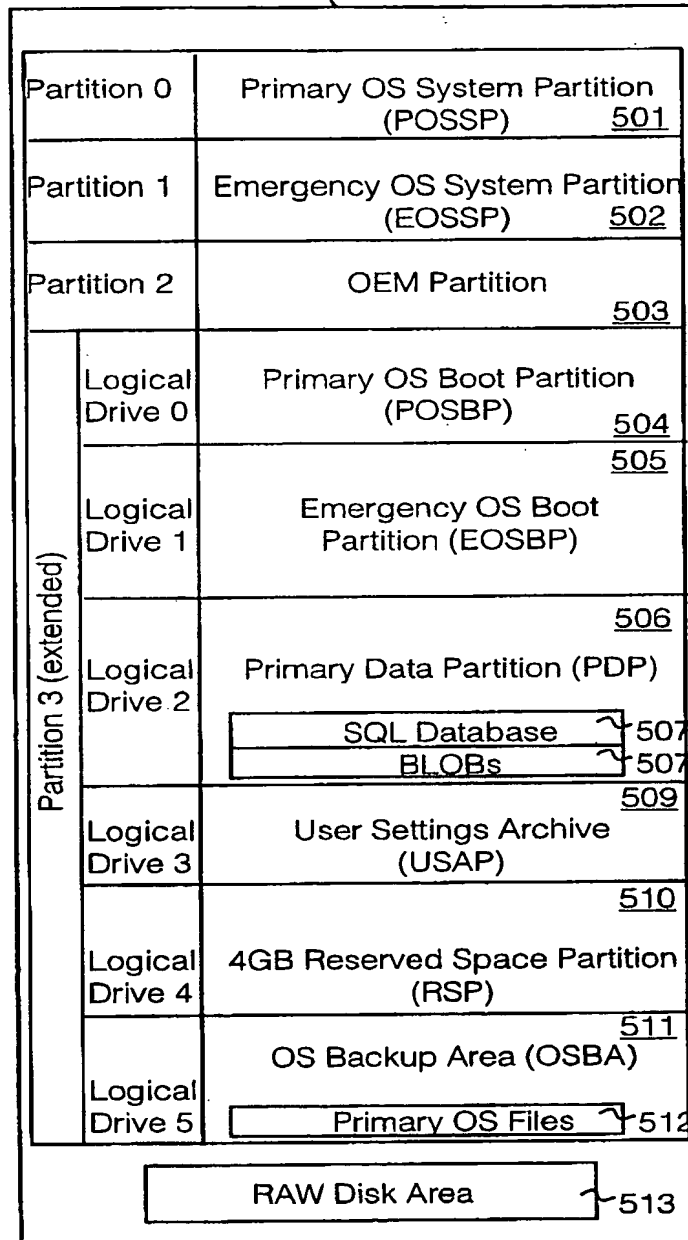 Partition 0
Primary OS System Partition
(POSSP) 501
Partition 1
Emergency OS System Partition
(EOSSP) 502
Partition 2
OEM Partition
503
Partition 3 (extended)
Logical
Drive 0
Primary OS Boot Partition
(POSBP)
504
505
Logical
Drive 1
Emergency OS Boot
Partition (EOSBP)
506
Logical
Drive 2
Primary Data Partition (PDP)
SQL Database 507
BLOBs 507
509
Logical
Drive 3
User Settings Archive
(USAP)
510
Logical
Drive 4
4GB Reserved Space Partition
(RSP)
511
OS Backup Area (OSBA)
Logical
Drive 5
Primary OS Files 512
RAW Disk Area 513